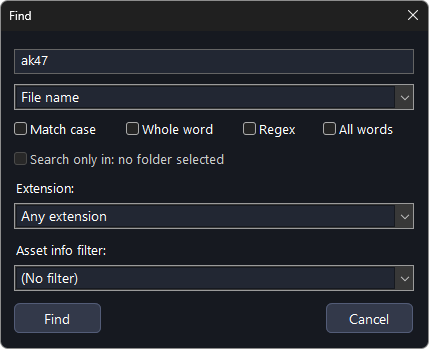 Find
ak47
File name
Match case Whole word Regex All words
Search only in: no folder selected
Extension:
Any extension
Asset info filter:
(No filter)
Find Cancel